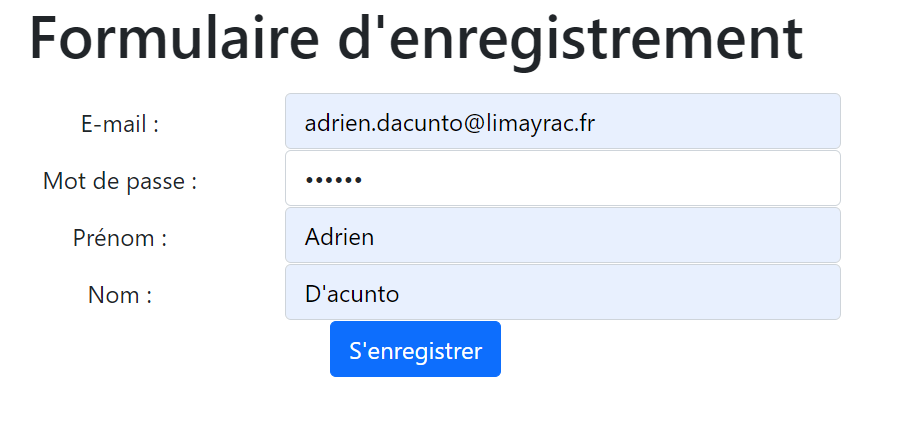 Formulaire d'enregistrement
E-mail : adrien.dacunto@limayrac.fr
Mot de passe : ••••••
Prénom : Adrien
Nom : D'acunto
S'enregistrer